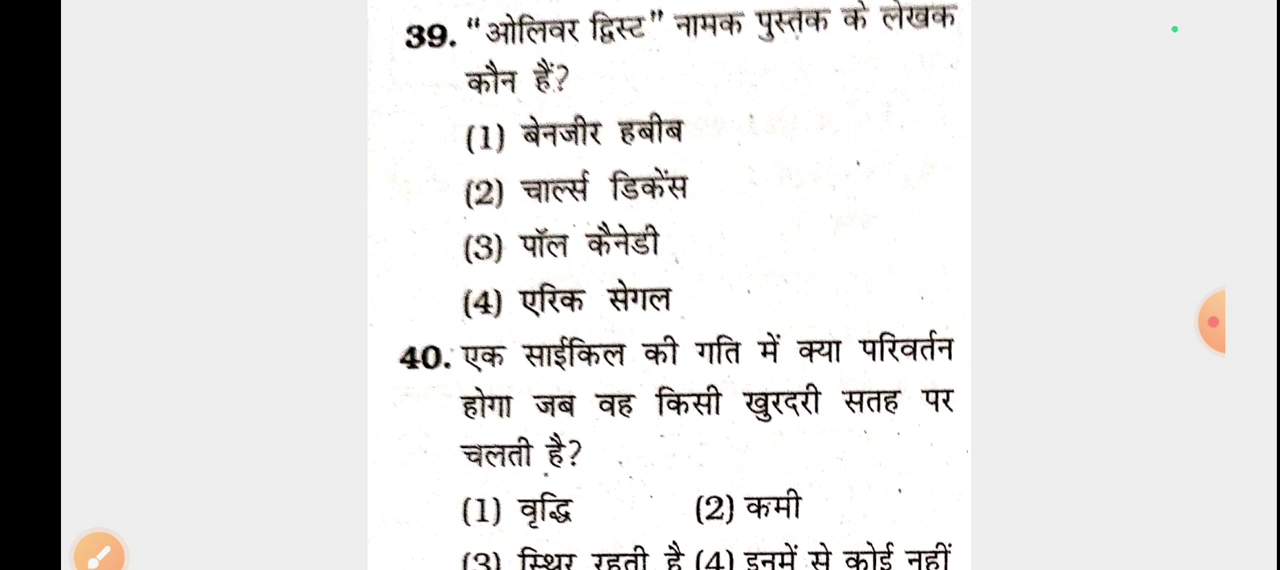 39. “ओलिवर द्विस्ट” नामक पुस्तक के लेखक
कौन हैं?
(1) बेनजीर हबीब
(2) चार्ल्स डिकेंस
(3) पॉल कैनेडी
(4) एरिक सेगल
40. एक साईकिल की गति में क्या परिवर्तन
होगा जब वह किसी खुरदरी सतह पर
चलती है?
(1) वृद्धि (2) कमी
(3) स्थिर रहती है (4) इनमें से कोई नहीं